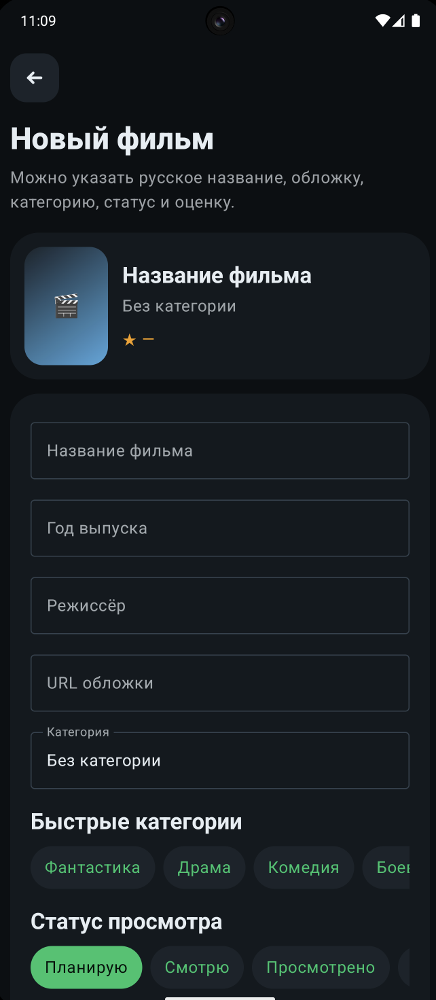 11:09
Новый фильм
Можно указать русское название, обложку,
категорию, статус и оценку.
Название фильма
Без категории
★ —
Название фильма
Год выпуска
Режиссёр
URL обложки
Категория
Без категории
Быстрые категории
Фантастика Драма Комедия Боев
Статус просмотра
Планирую Смотрю Просмотрено